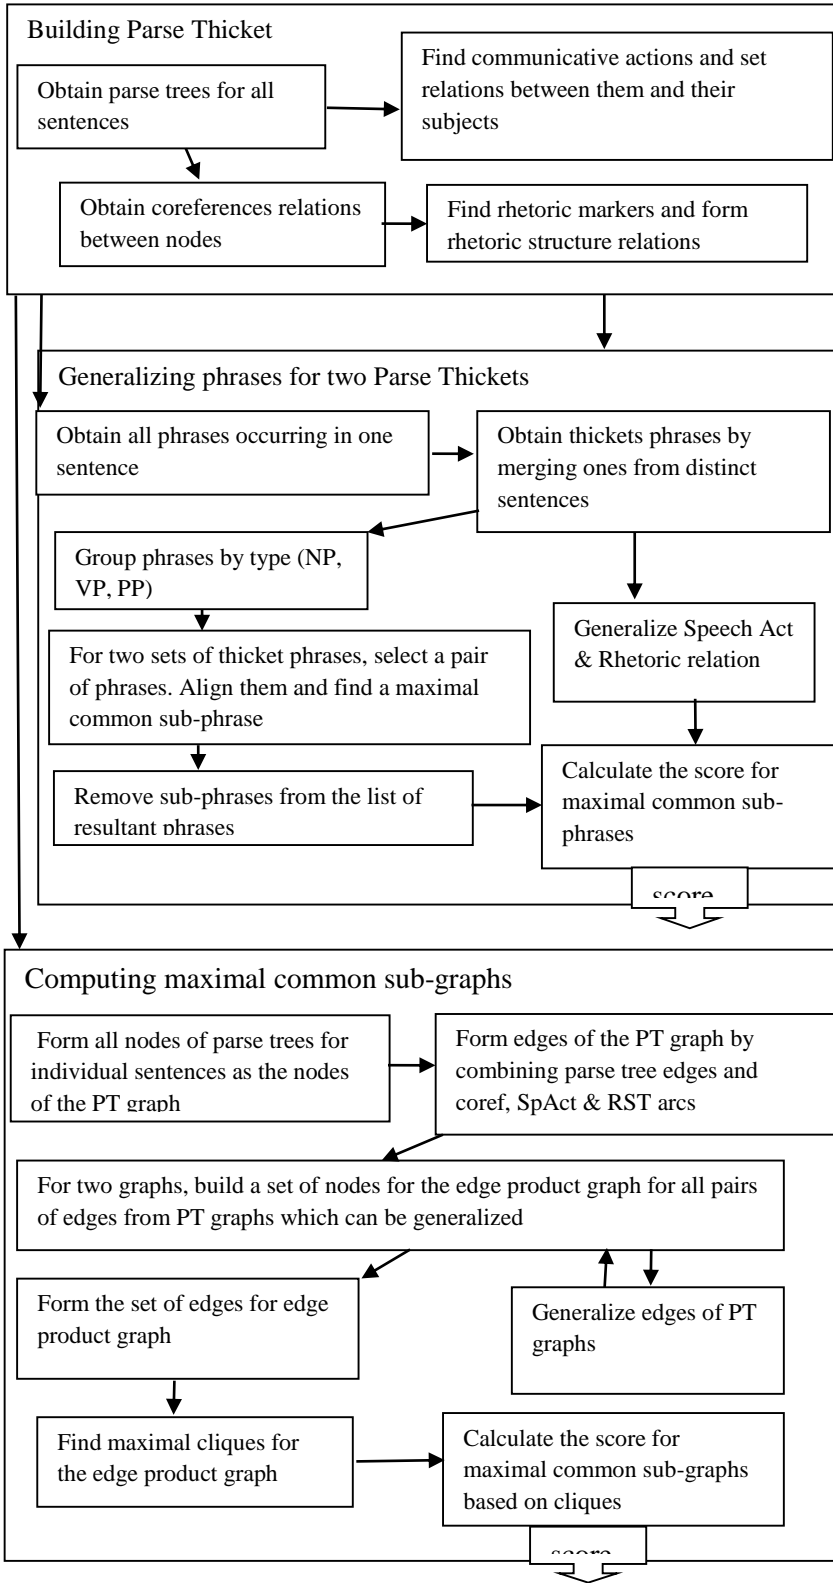 Building Parse Thicket
Obtain parse trees for all
sentences
Find communicative actions and set
relations between them and their
subjects
Obtain coreferences relations
between nodes
Find rhetoric markers and form
rhetoric structure relations
Generalizing phrases for two Parse Thickets
Obtain all phrases occurring in one
sentence
Obtain thickets phrases by
merging ones from distinct
sentences
Group phrases by type (NP,
VP, PP)
Generalize Speech Act
& Rhetoric relation
For two sets of thicket phrases, select a pair
of phrases. Align them and find a maximal
common sub-phrase
Remove sub-phrases from the list of
resultant phrases
Calculate the score for
maximal common sub-
phrases
score
Computing maximal common sub-graphs
Form all nodes of parse trees for
individual sentences as the nodes
of the PT graph
Form edges of the PT graph by
combining parse tree edges and
coref, SpAct & RST arcs
For two graphs, build a set of nodes for the edge product graph for all pairs
of edges from PT graphs which can be generalized
Form the set of edges for edge
product graph
Generalize edges of PT
graphs
Find maximal cliques for
the edge product graph
Calculate the score for
maximal common sub-graphs
based on cliques
score